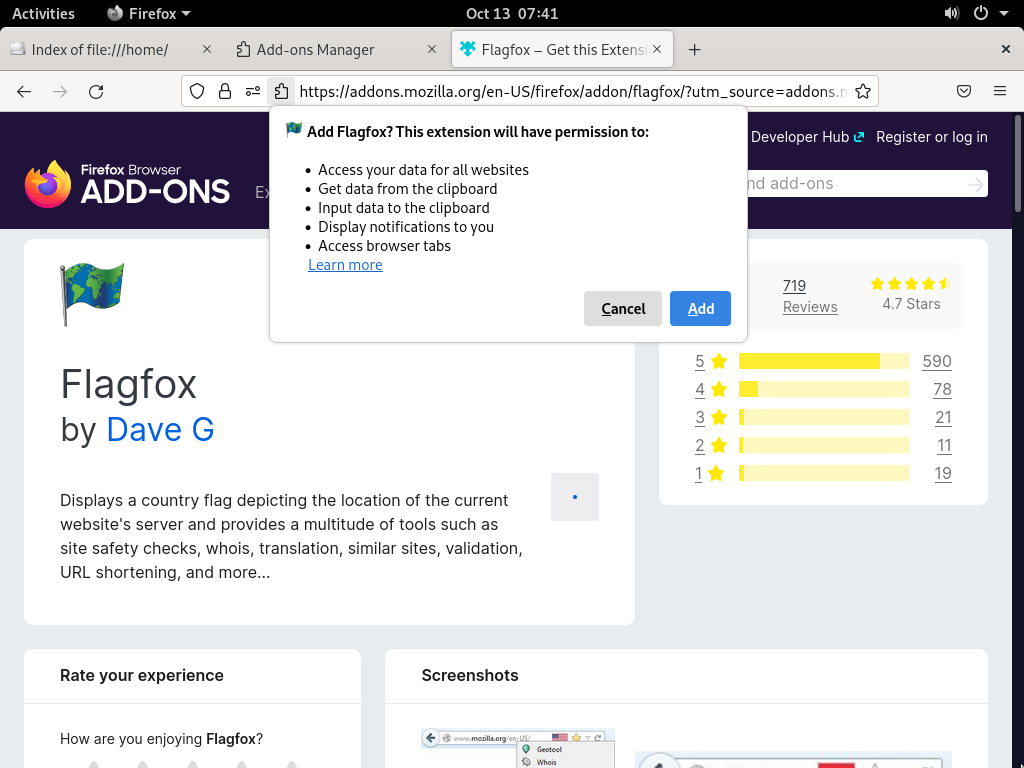 Activities
Firefox
Oct 13 07:41
Index of file:///home/
Add-ons Manager
Flagfox – Get this Extensi
https://addons.mozilla.org/en-US/firefox/addon/flagfox/?utm_source=addons.m
Add Flagfox? This extension will have permission to:
• Access your data for all websites
• Get data from the clipboard
• Input data to the clipboard
• Display notifications to you
• Access browser tabs
Learn more
Cancel
Add
Developer Hub
Register or log in
Firefox Browser
ADD-ONS
Ex
nd add-ons
719
Reviews
4.7 Stars
5
590
4
78
3
21
2
11
1
19
Flagfox
by Dave G
Displays a country flag depicting the location of the current
website's server and provides a multitude of tools such as
site safety checks, whois, translation, similar sites, validation,
URL shortening, and more...
Rate your experience
How are you enjoying Flagfox?
Screenshots
www.mozilla.org/en-US/
Geotool
Whois